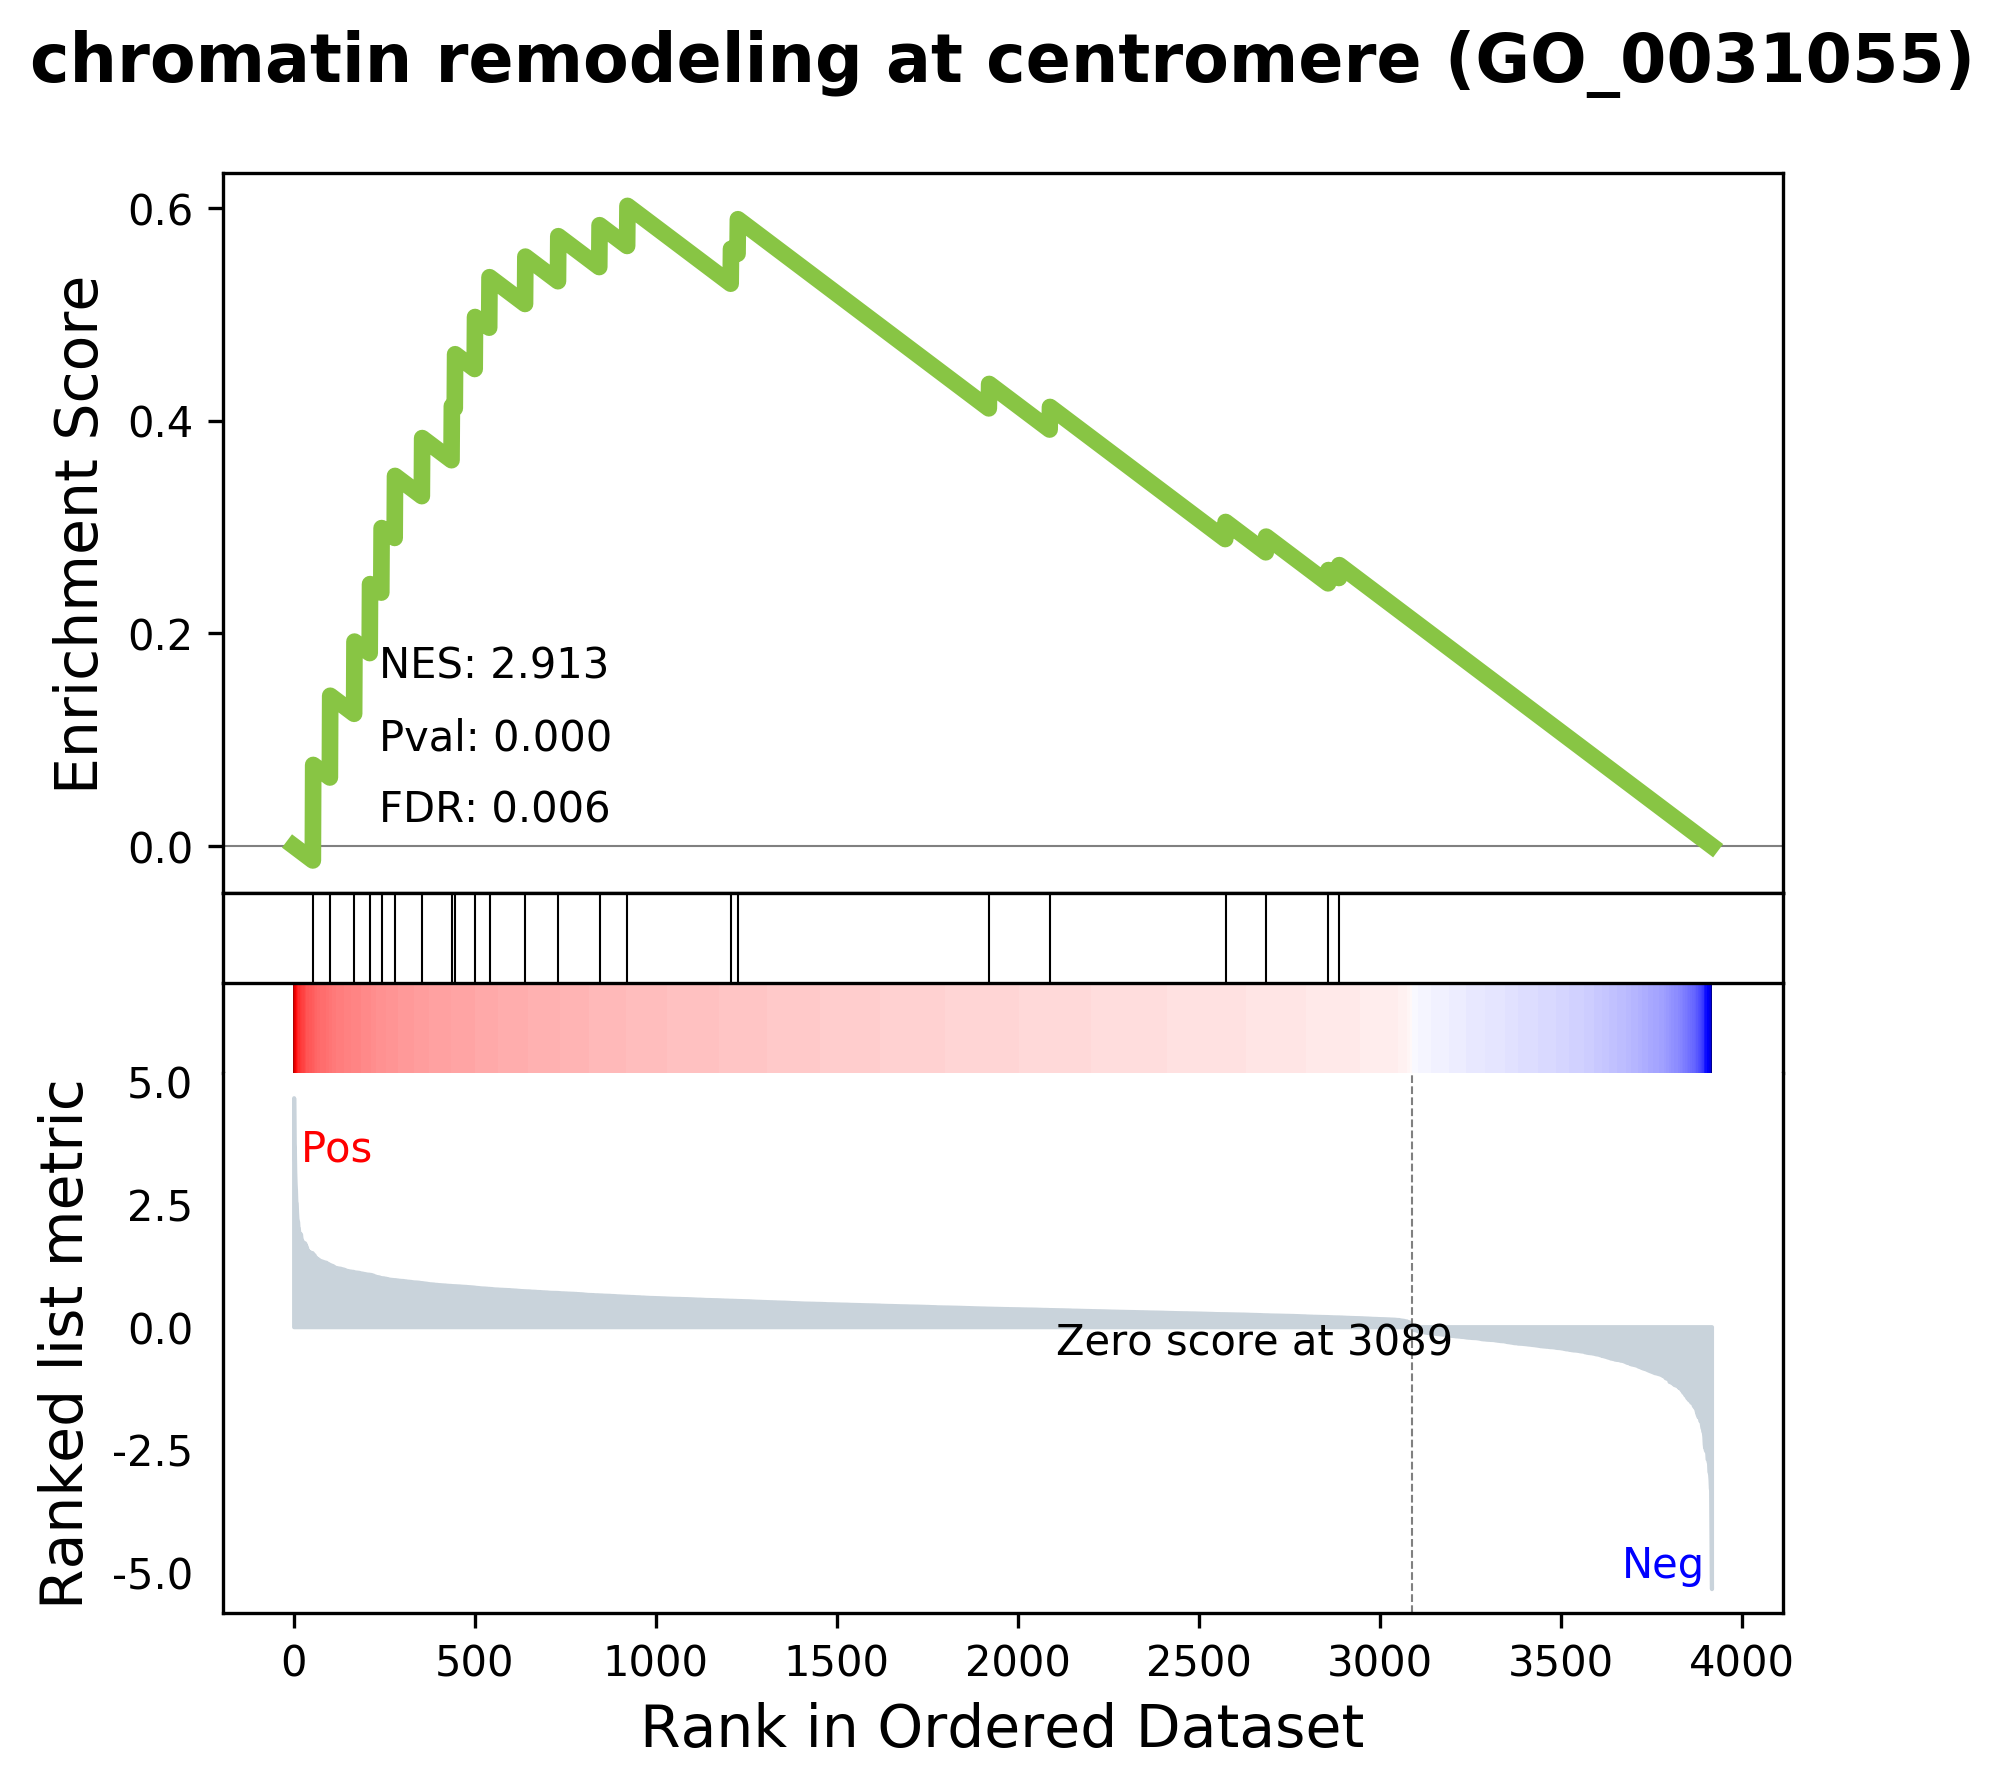 chromatin remodeling at centromere (GO_0031055)
Enrichment Score
0.6
0.4
0.2
0.0
NES: 2.913
Pval: 0.000
FDR: 0.006
Ranked list metric
5.0
2.5
0.0
-2.5
-5.0
Pos
Zero score at 3089
Neg
0 500 1000 1500 2000 2500 3000 3500 4000
Rank in Ordered Dataset